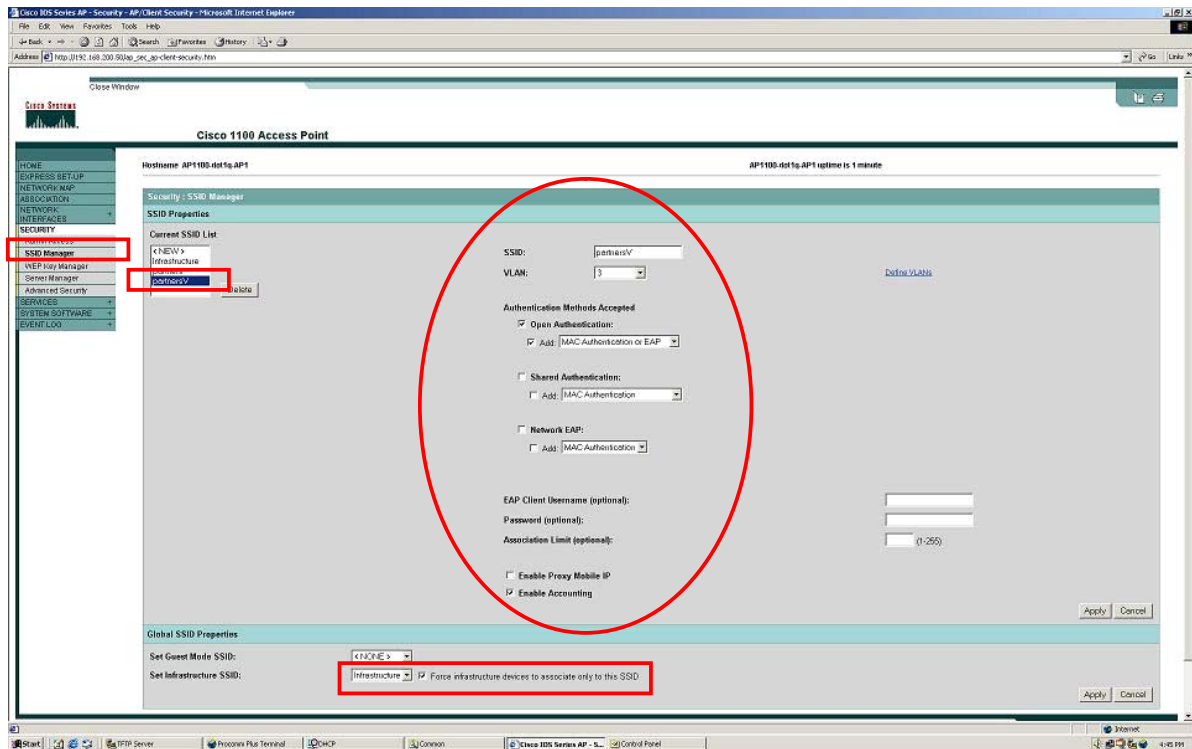 Cisco IOS Series AP - Security - AP/Client Security - Microsoft Internet Explorer
File Edit View Favorites Tools Help
Back Search Favorites History
Address http://192.168.200.50/ap_sec_ap-client-security.htm Go Links
Close Window
CISCO SYSTEMS
Cisco 1100 Access Point
HOME
EXPRESS SET-UP
NETWORK MAP
ASSOCIATION
NETWORK INTERFACES +
SECURITY
Admin Access
SSID Manager
WEP Key Manager
Server Manager
Advanced Security
SERVICES +
SYSTEM SOFTWARE +
EVENT LOG +
Hostname AP1100-dot1q-AP1 AP1100-dot1q-AP1 uptime is 1 minute
Security : SSID Manager
SSID Properties
Current SSID List
<NEW>
Infrastructure
partners
partnersV
Delete
SSID: partnersV
VLAN: 3 Define VLANs
Authentication Methods Accepted
Open Authentication:
Add: MAC Authentication or EAP
Shared Authentication:
Add: MAC Authentication
Network EAP:
Add: MAC Authentication
EAP Client Username (optional):
Password (optional):
Association Limit (optional): (1-255)
Enable Proxy Mobile IP
Enable Accounting
Apply Cancel
Global SSID Properties
Set Guest Mode SSID: <NONE>
Set Infrastructure SSID: Infrastructure Force infrastructure devices to associate only to this SSID
Apply Cancel
Internet
Start TFTP Server Procomm Plus Terminal DHCP Common Cisco IOS Series AP - S... Control Panel 4:45 PM